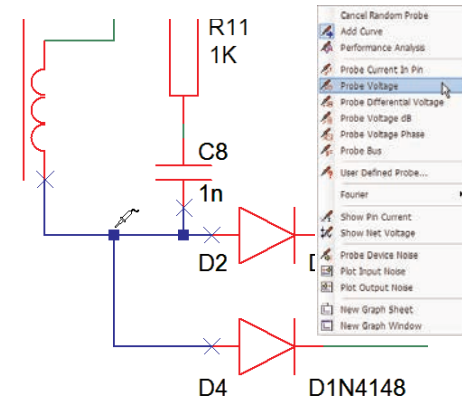 R11
1K
C8
1n
D2
D
D4
D1N4148
Cancel Random Probe
Add Curve
Performance Analysis
Probe Current In Pin
Probe Voltage
Probe Differential Voltage
Probe Voltage dB
Probe Voltage Phase
Probe Bus
User Defined Probe...
Fourier
Show Pin Current
Show Net Voltage
Probe Device Noise
Plot Input Noise
Plot Output Noise
New Graph Sheet
New Graph Window